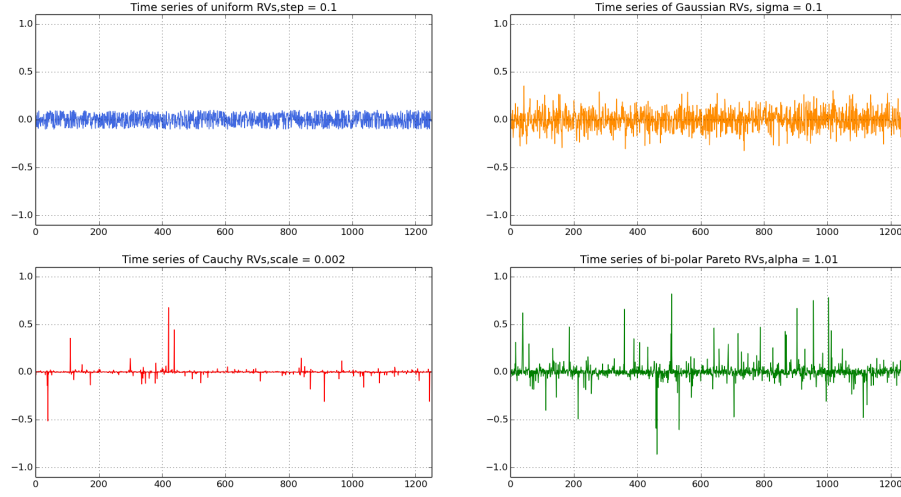 Time series of uniform RVs,step = 0.1
1.0
0.5
0.0
−0.5
−1.0
0 200 400 600 800 1000 1200
Time series of Gaussian RVs, sigma = 0.1
1.0
0.5
0.0
−0.5
−1.0
0 200 400 600 800 1000 1200
Time series of Cauchy RVs,scale = 0.002
1.0
0.5
0.0
−0.5
−1.0
0 200 400 600 800 1000 1200
Time series of bi-polar Pareto RVs,alpha = 1.01
1.0
0.5
0.0
−0.5
−1.0
0 200 400 600 800 1000 1200